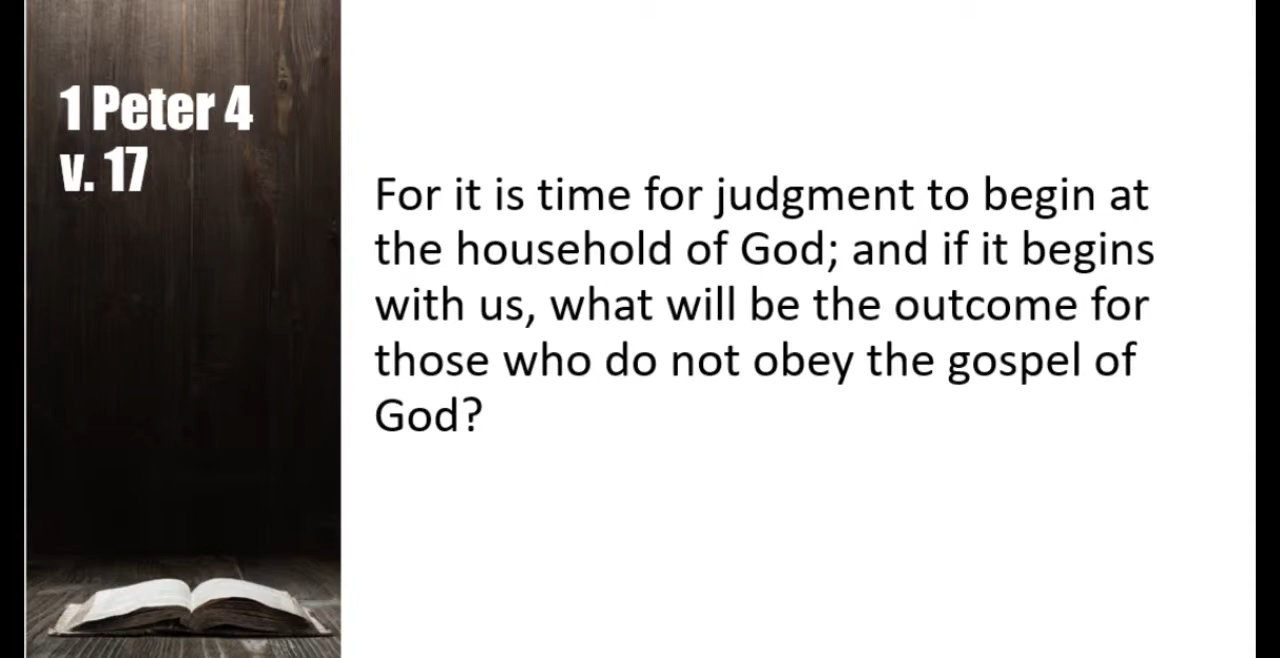 1 Peter 4
v. 17
For it is time for judgment to begin at
the household of God; and if it begins
with us, what will be the outcome for
those who do not obey the gospel of
God?